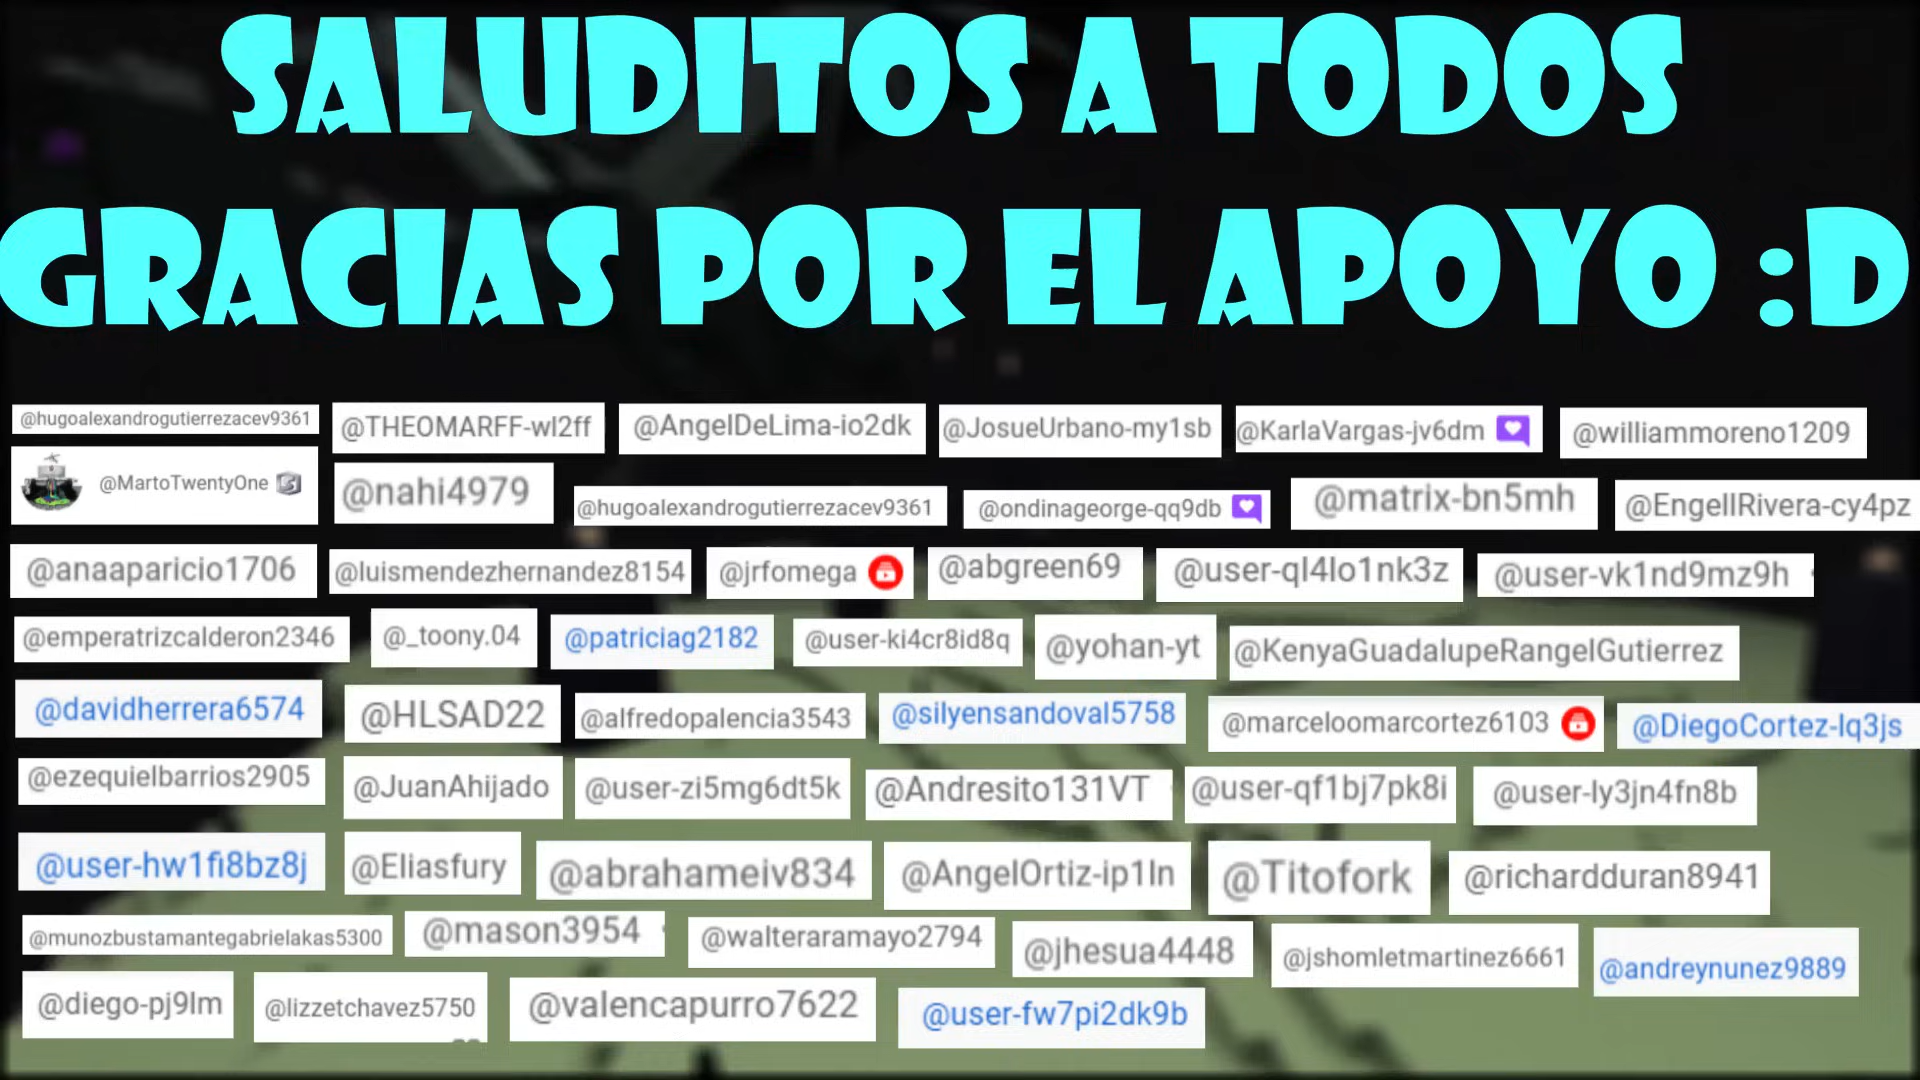 SALUDITOS A TODOS
GRACIAS POR EL APOYO :D
@hugoalexandrogutierrezacev9361 @THEOMARFF-wl2ff @AngelDeLima-io2dk @JosueUrbano-my1sb @KarlaVargas-jv6dm @williammoreno1209
@MartoTwentyOne @nahi4979 @hugoalexandrogutierrezacev9361 @ondinageorge-qq9db @matrix-bn5mh @EngellRivera-cy4pz
@anaaparicio1706 @luismendezhernandez8154 @jrfomega @abgreen69 @user-ql4lo1nk3z @user-vk1nd9mz9h
@emperatrizcalderon2346 @_toony.04 @patriciag2182 @user-ki4cr8id8q @yohan-yt @KenyaGuadalupeRangelGutierrez
@davidherrera6574 @HLSAD22 @alfredopalencia3543 @silyensandoval5758 @marceloomarcortez6103 @DiegoCortez-lq3js
@ezequielbarrios2905 @JuanAhijado @user-zi5mg6dt5k @Andresito131VT @user-qf1bj7pk8i @user-ly3jn4fn8b
@user-hw1fi8bz8j @Eliasfury @abrahameiv834 @AngelOrtiz-ip1ln @Titofork @richardduran8941
@munozbustamantegabrielakas5300 @mason3954 @walteraramayo2794 @jhesua4448 @jshomletmartinez6661 @andreynunez9889
@diego-pj9lm @lizzetchavez5750 @valencapurro7622 @user-fw7pi2dk9b